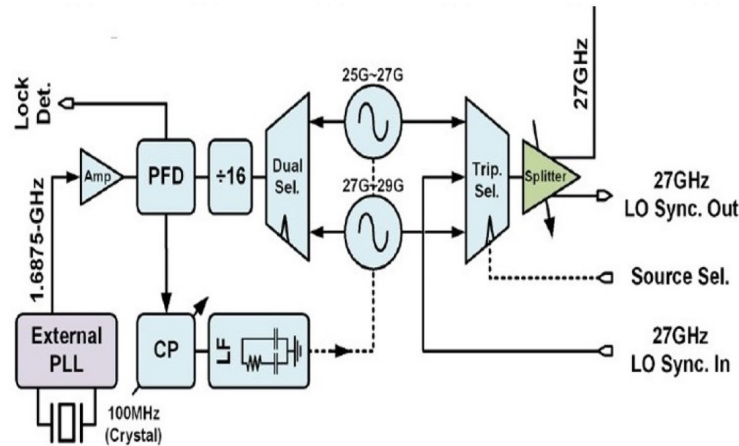 25G~27G
27GHz
Lock
Det.
Amp
PFD
÷16
Dual
Sel.
Trip.
Sel.
Splitter
27GHz
LO Sync. Out
27G~29G
1.6875-GHz
Source Sel.
External
PLL
CP
LF
27GHz
LO Sync. In
100MHz
(Crystal)